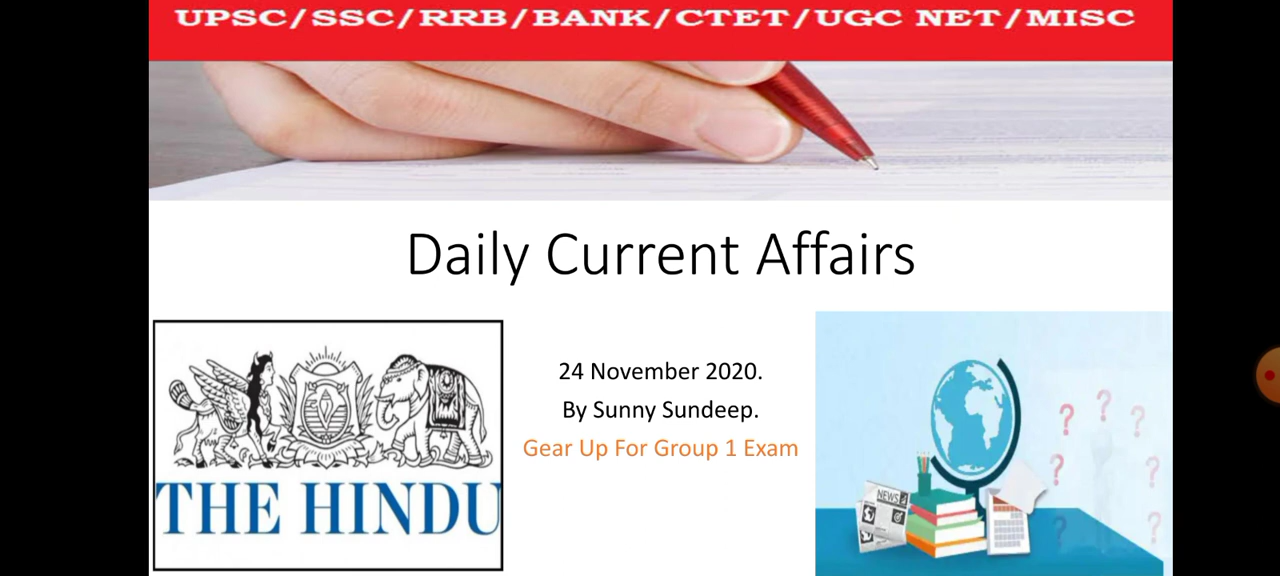 UPSC/SSC/RRB/BANK/CTET/UGC NET/MISC
Daily Current Affairs
THE HINDU
24 November 2020.
By Sunny Sundeep.
Gear Up For Group 1 Exam
NEWS